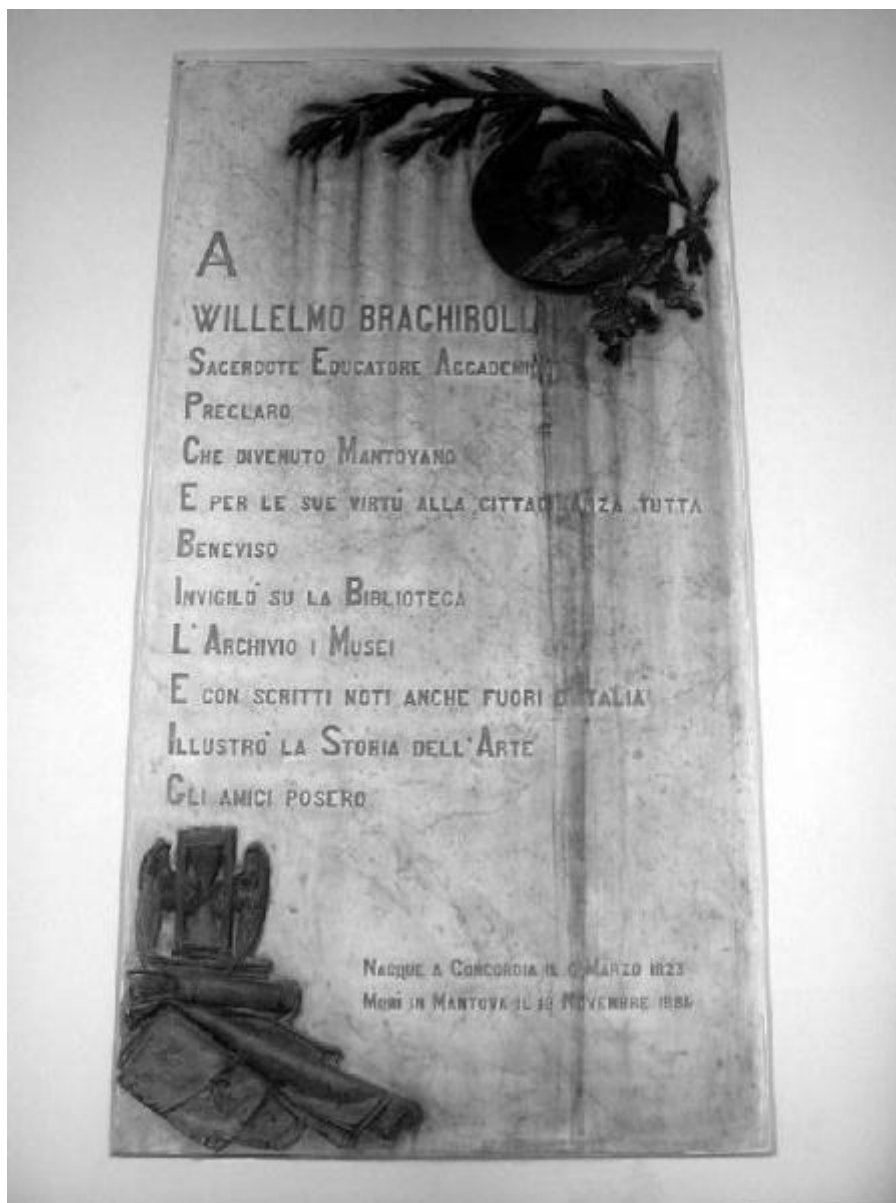 A
WILLELMO BRAGHIROLLI
SACERDOTE EDUCATORE ACCADEMICO
PRECLARO
CHE DIVENUTO MANTOVANO
E PER LE SUE VIRTÙ ALLA CITTADINANZA TUTTA
BENEVISO
INVIGILÒ SU LA BIBLIOTECA
L'ARCHIVIO I MUSEI
E CON SCRITTI NOTI ANCHE FUORI D'ITALIA
ILLUSTRÒ LA STORIA DELL'ARTE
GLI AMICI POSERO
NACQUE A CONCORDIA IL MARZO 1823
MORÌ IN MANTOVA IL NOVEMBRE